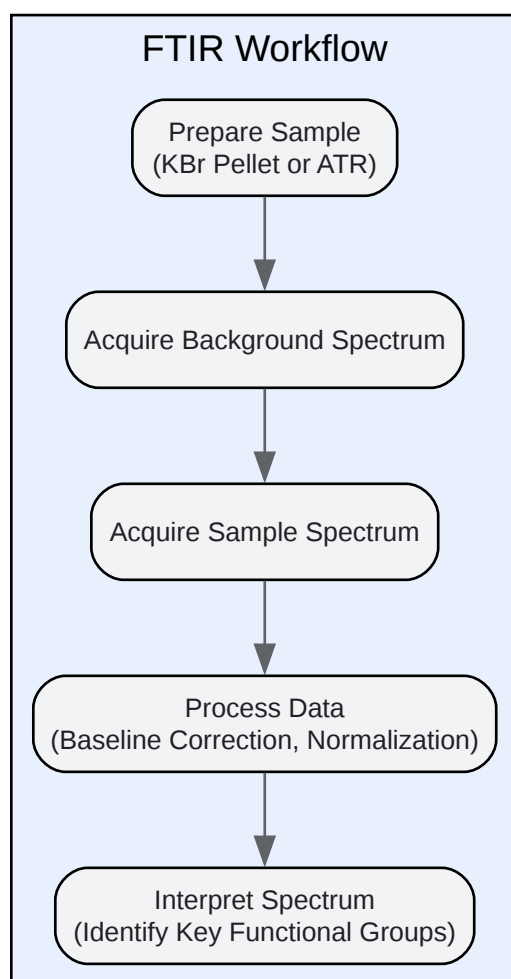 FTIR Workflow
Prepare Sample
(KBr Pellet or ATR)
Acquire Background Spectrum
Acquire Sample Spectrum
Process Data
(Baseline Correction, Normalization)
Interpret Spectrum
(Identify Key Functional Groups)